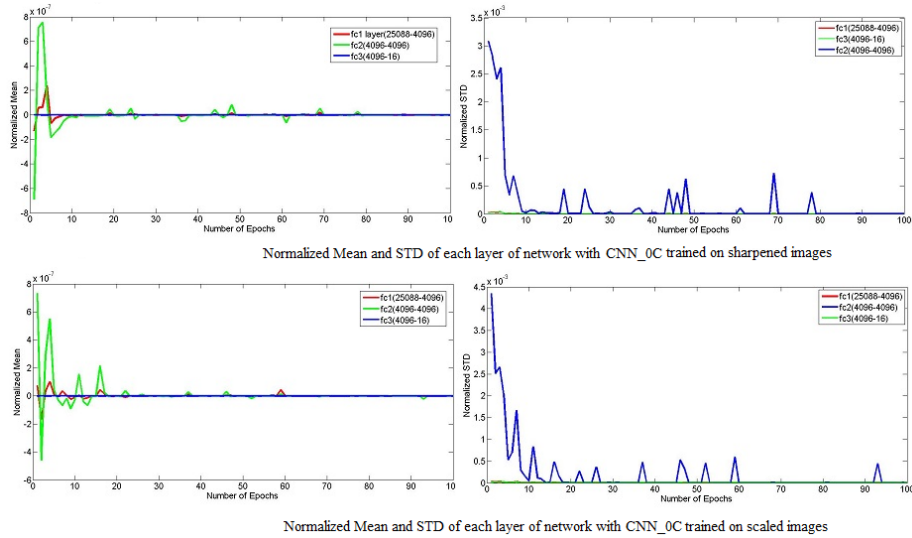 8 x 10^-7
6
4
2
0
-2
-4
-6
-8
Normalized Mean
0 10 20 30 40 50 60 70 80 90 100
Number of Epochs
fc1 layer(25088-4096)
fc2(4096-4096)
fc3(4096-16)
3.5 x 10^-3
3
2.5
2
1.5
1
0.5
0
Normalized STD
0 10 20 30 40 50 60 70 80 90 100
Number of Epochs
fc1(25088-4096)
fc3(4096-16)
fc2(4096-4096)
Normalized Mean and STD of each layer of network with CNN_0C trained on sharpened images
8 x 10^-7
6
4
2
0
-2
-4
-6
Normalized Mean
0 10 20 30 40 50 60 70 80 90 100
Number of Epochs
fc1(25088-4096)
fc2(4096-4096)
fc3(4096-16)
4.5 x 10^-3
4
3.5
3
2.5
2
1.5
1
0.5
0
Normalized STD
0 10 20 30 40 50 60 70 80 90 100
Number of Epochs
fc1(25088-4096)
fc2(4096-4096)
fc3(4096-16)
Normalized Mean and STD of each layer of network with CNN_0C trained on scaled images